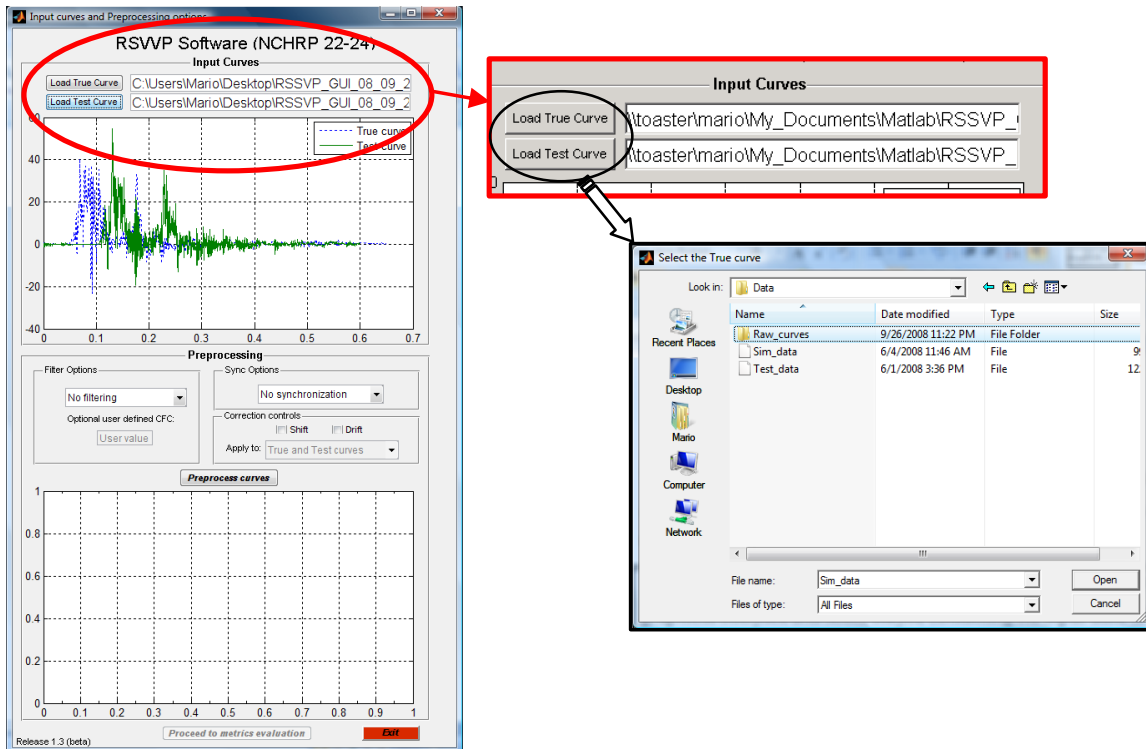 Input curves and Preprocessing options
RSVVP Software (NCHRP 22-24)
Input Curves
Load True Curve C:\Users\Mario\Desktop\RSSVP_GUI_08_09_2
Load Test Curve C:\Users\Mario\Desktop\RSSVP_GUI_08_09_2
60
40
20
0
-20
-40
True curve
Test curve
0 0.1 0.2 0.3 0.4 0.5 0.6 0.7
Preprocessing
Filter Options
No filtering
Optional user defined CFC:
User value
Sync Options
No synchronization
Correction controls
Shift Drift
Apply to: True and Test curves
Preprocess curves
1
0.8
0.6
0.4
0.2
0
0 0.1 0.2 0.3 0.4 0.5 0.6 0.7 0.8 0.9 1
Proceed to metrics evaluation Exit
Release 1.3 (beta)
Input Curves
Load True Curve \\toaster\mario\My_Documents\Matlab\RSSVP_
Load Test Curve \\toaster\mario\My_Documents\Matlab\RSSVP_
Select the True curve
Look in: Data
Name Date modified Type Size
Raw_curves 9/26/2008 11:22 PM File Folder
Sim_data 6/4/2008 11:46 AM File 9
Test_data 6/1/2008 3:36 PM File 12
Recent Places
Desktop
Mario
Computer
Network
File name: Sim_data Open
Files of type: All Files Cancel